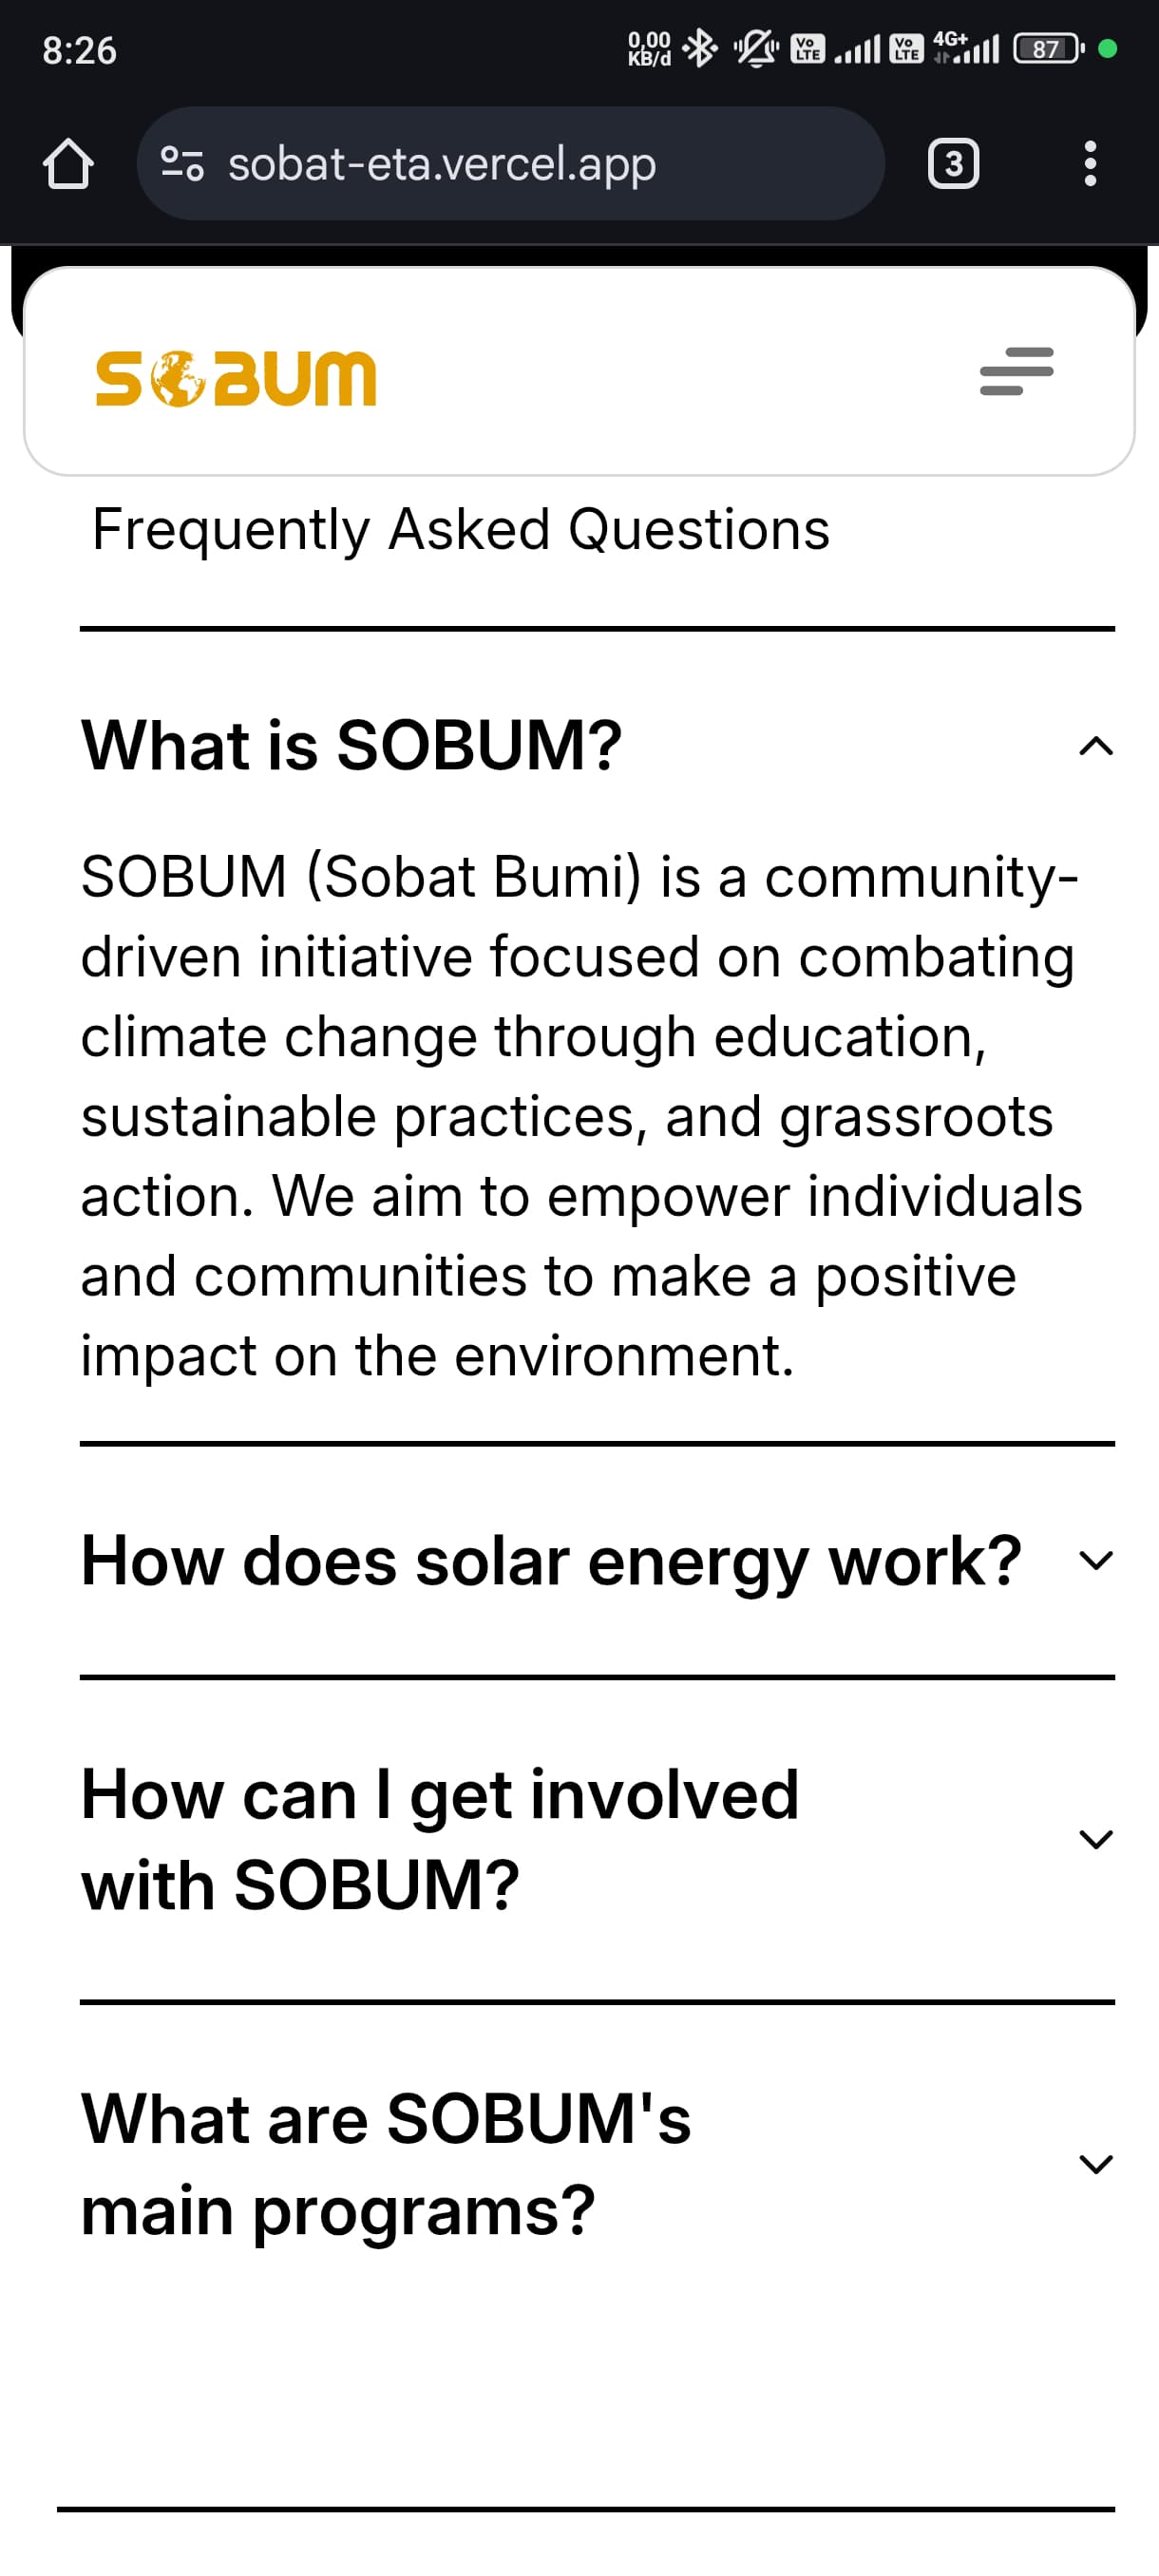 8:26
0,00
KB/d
Vo
LTE
Vo
LTE
4G+
87
sobat-eta.vercel.app
3
SOBUM
Frequently Asked Questions
What is SOBUM?
SOBUM (Sobat Bumi) is a community-
driven initiative focused on combating
climate change through education,
sustainable practices, and grassroots
action. We aim to empower individuals
and communities to make a positive
impact on the environment.
How does solar energy work?
How can I get involved
with SOBUM?
What are SOBUM's
main programs?